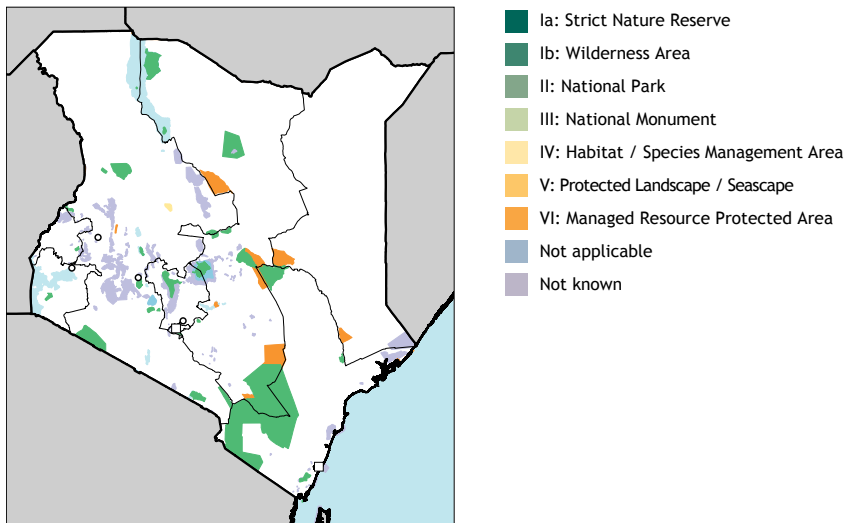 Ia: Strict Nature Reserve
Ib: Wilderness Area
II: National Park
III: National Monument
IV: Habitat / Species Management Area
V: Protected Landscape / Seascape
VI: Managed Resource Protected Area
Not applicable
Not known